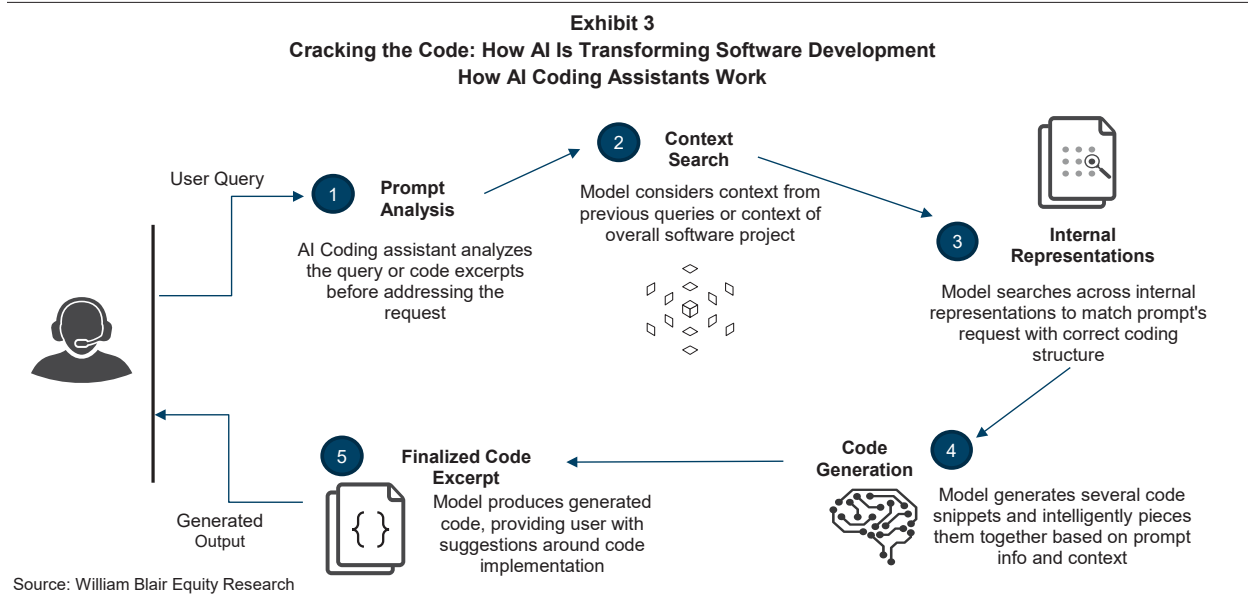 Exhibit 3
Cracking the Code: How AI Is Transforming Software Development
How AI Coding Assistants Work
User Query
1
Prompt
Analysis
AI Coding assistant analyzes
the query or code excerpts
before addressing the
request
2
Context
Search
Model considers context from
previous queries or context of
overall software project
3
Internal
Representations
Model searches across internal
representations to match prompt's
request with correct coding
structure
4
Code
Generation
Model generates several code
snippets and intelligently pieces
them together based on prompt
info and context
5
Finalized Code
Excerpt
Model produces generated
code, providing user with
suggestions around code
implementation
{ }
Generated
Output
Source: William Blair Equity Research